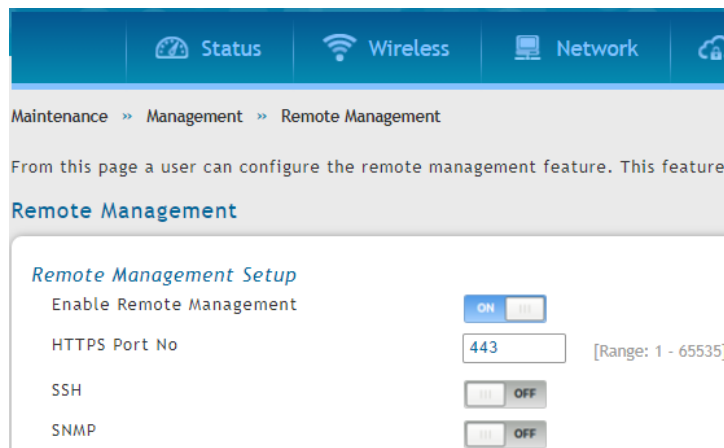 Status Wireless Network
Maintenance » Management » Remote Management
From this page a user can configure the remote management feature. This feature
Remote Management
Remote Management Setup
Enable Remote Management ON
HTTPS Port No 443 [Range: 1 - 65535]
SSH OFF
SNMP OFF